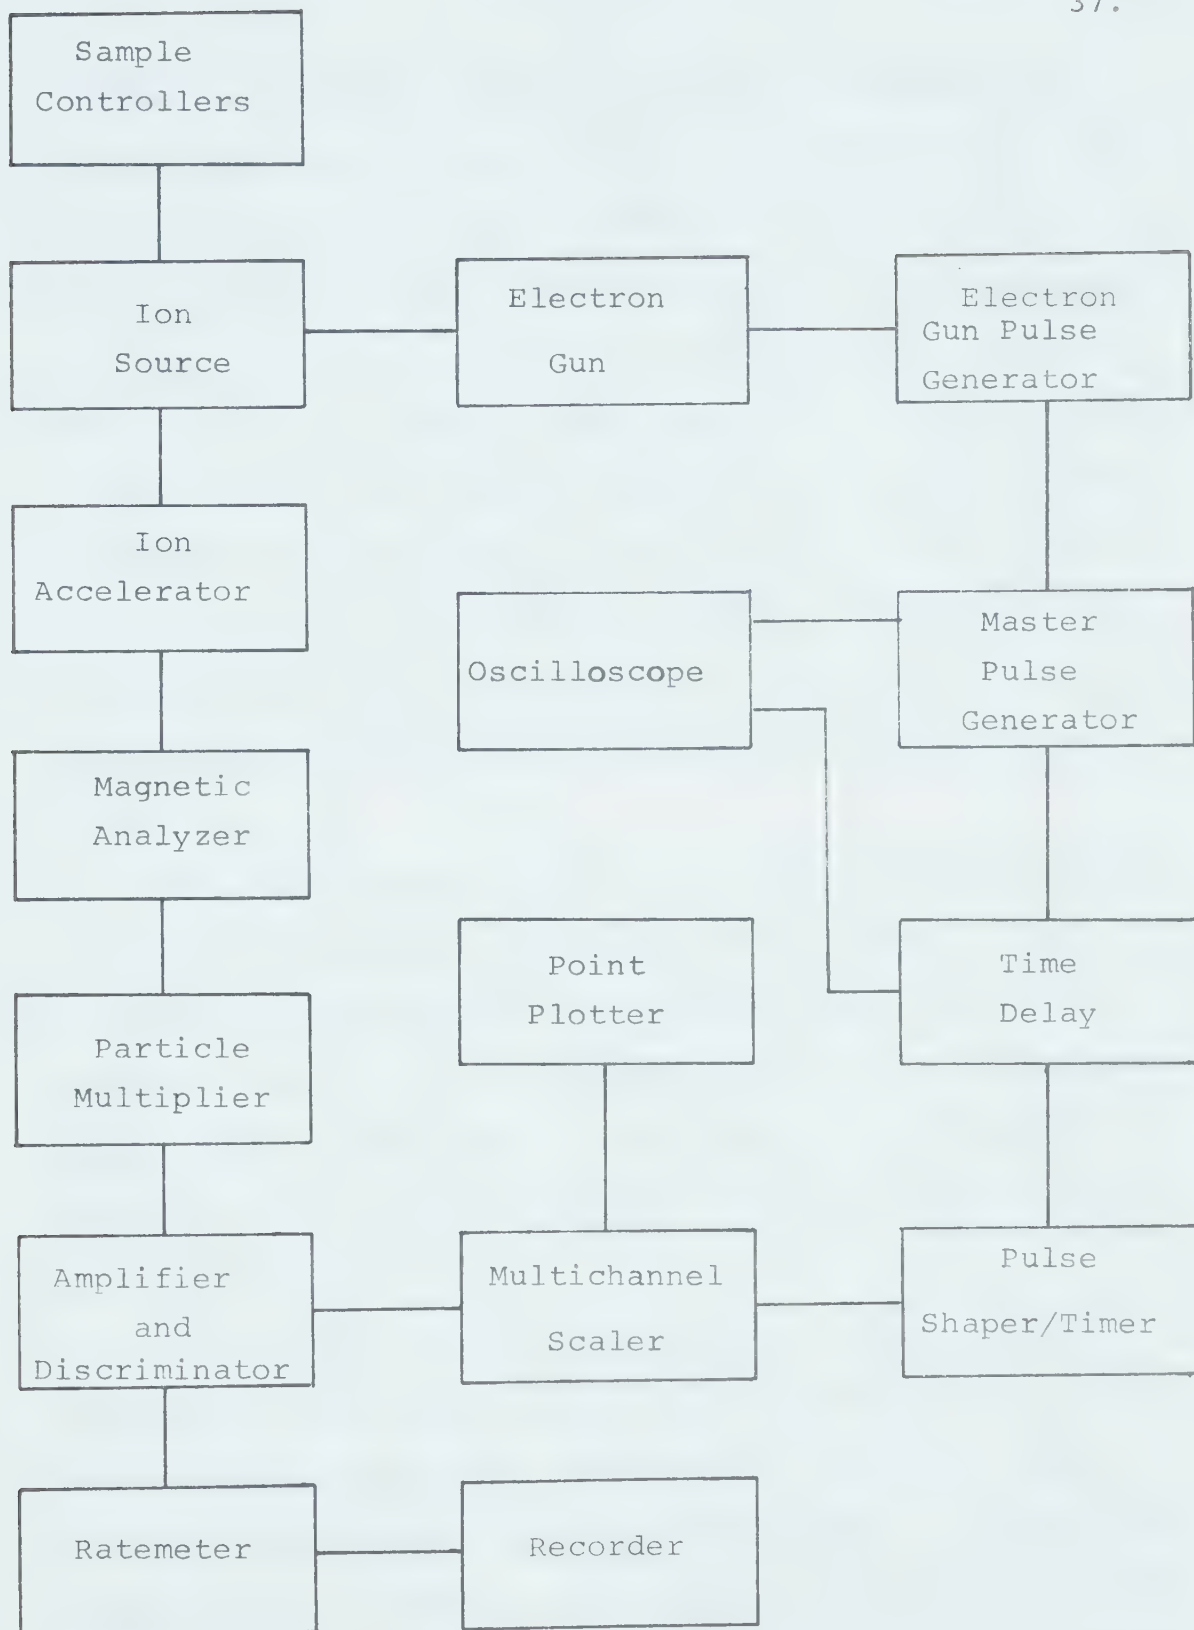 37.
Sample
Controllers
Ion
Source
Electron
Gun
Electron
Gun Pulse
Generator
Ion
Accelerator
Oscilloscope
Master
Pulse
Generator
Magnetic
Analyzer
Point
Plotter
Time
Delay
Particle
Multiplier
Amplifier
and
Discriminator
Multichannel
Scaler
Pulse
Shaper/Timer
Ratemeter
Recorder